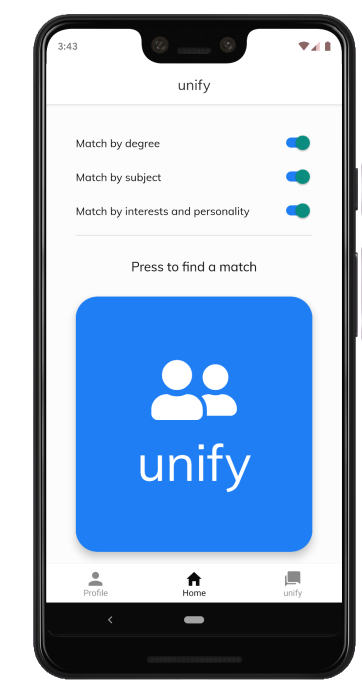 3:43
unify
Match by degree
Match by subject
Match by interests and personality
Press to find a match
unify
Profile
Home
unify